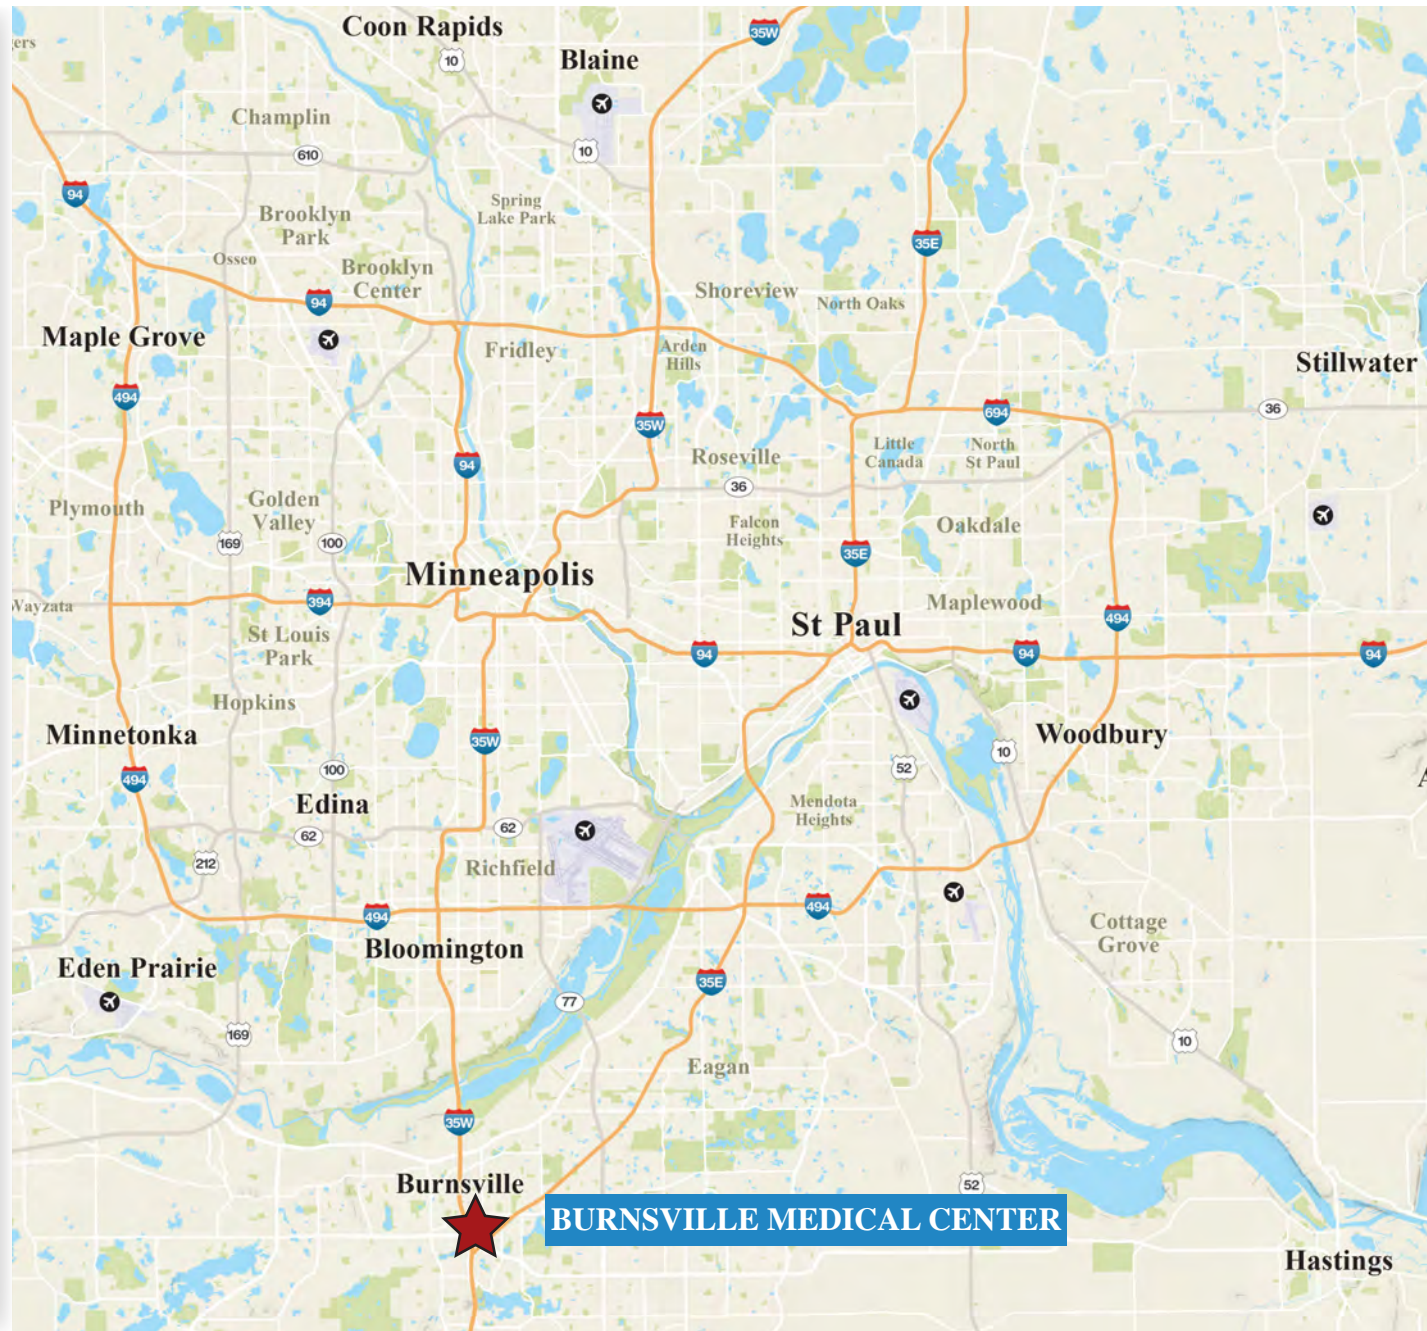 Coon Rapids
35W
ers
10
Blaine
Champlin
10
610
94
Spring
Lake Park
Brooklyn
Park
35E
Osseo
Brooklyn
Center
Shoreview
North Oaks
94
Maple Grove
Fridley
Arden
Hills
Stillwater
494
694
36
35W
Little
Canada
North
St Paul
Roseville
94
36
Plymouth
Golden
Valley
Falcon
Heights
Oakdale
169
100
35E
Minneapolis
394
Wayzata
Maplewood
494
St Paul
St Louis
Park
94
94
94
Hopkins
Minnetonka
35W
Woodbury
10
52
100
494
A
Edina
Mendota
Heights
62
62
212
Richfield
494
494
Cottage
Grove
Bloomington
Eden Prairie
35E
77
169
10
Eagan
35W
Burnsville
52
BURNSVILLE MEDICAL CENTER
Hastings